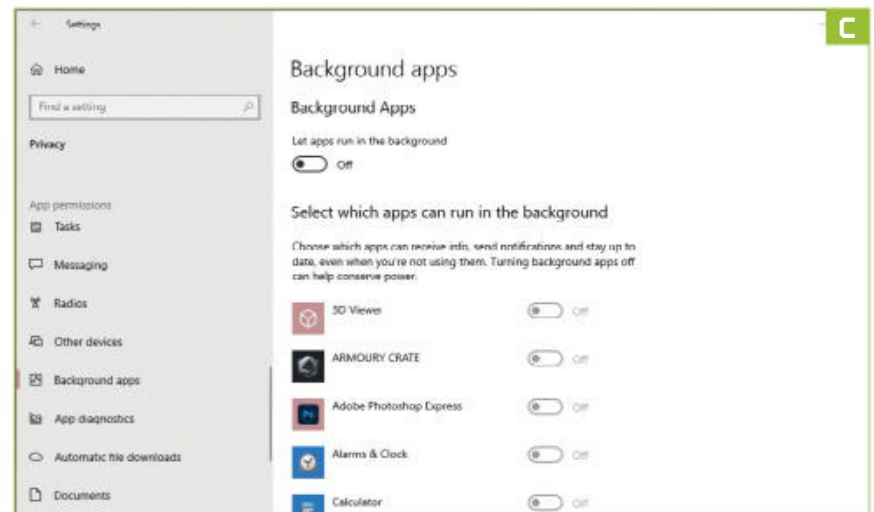 Settings
C
Home
Find a setting
Privacy
App permissions
Tasks
Messaging
Radios
Other devices
Background apps
App diagnostics
Automatic file downloads
Documents
Background apps
Background Apps
Let apps run in the background
Off
Select which apps can run in the background
Choose which apps can receive info, send notifications and stay up to
date, even when you're not using them. Turning background apps off
can help conserve power.
3D Viewer Off
ARMOURY CRATE Off
Adobe Photoshop Express Off
Alarms & Clock Off
Calculator Off